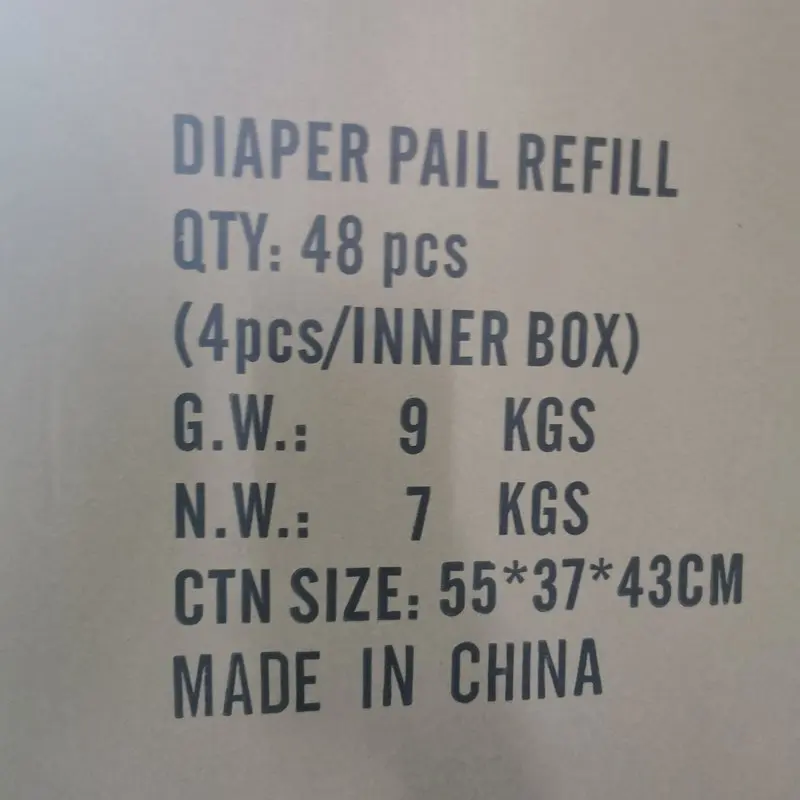 DIAPER PAIL REFILL
QTY: 48 pcs
(4pcs/INNER BOX)
G.W.: 9 KGS
N.W.: 7 KGS
CTN SIZE: 55*37*43CM
MADE IN CHINA